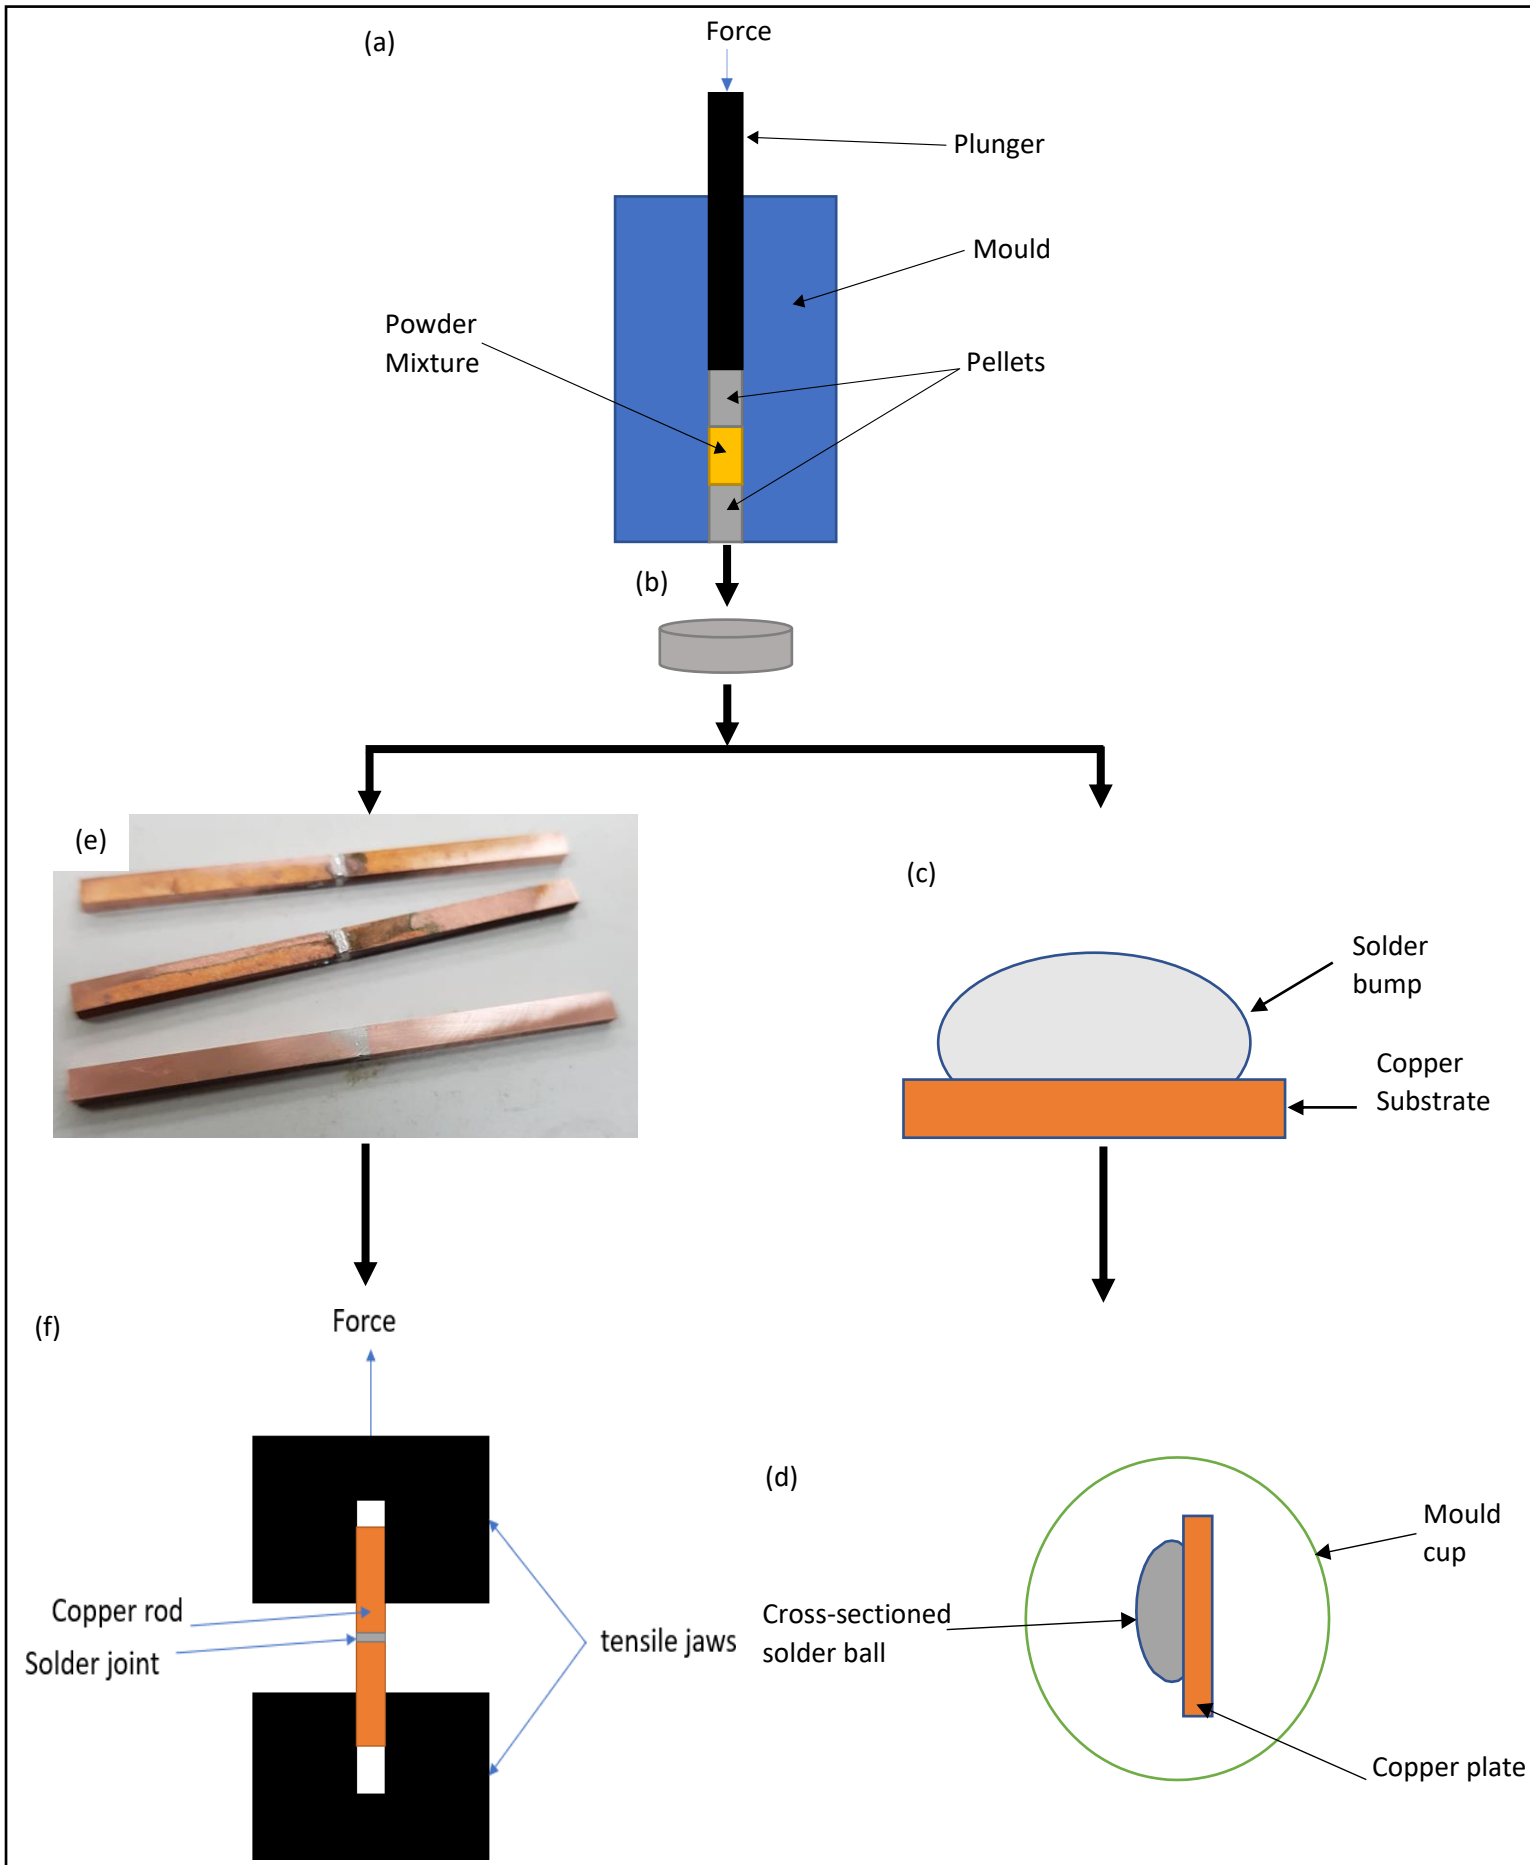 (a)
Force
Plunger
Mould
Powder
Mixture
Pellets
(b)
(e)
(c)
Solder
bump
Copper
Substrate
(f)
Force
Copper rod
Solder joint
tensile jaws
(d)
Mould
cup
Cross-sectioned
solder ball
Copper plate